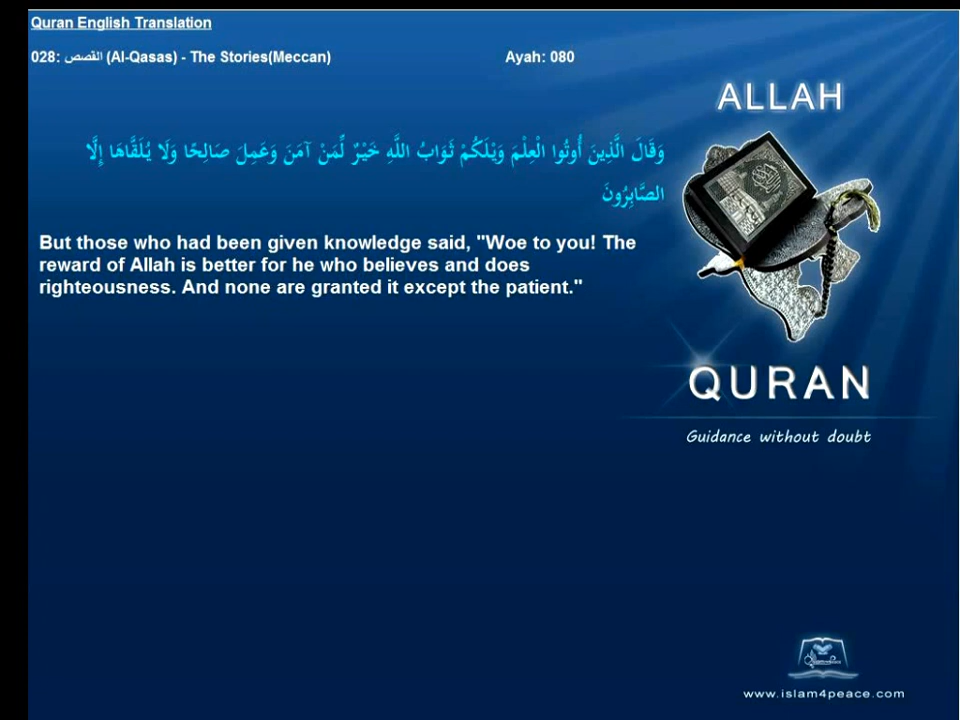 Quran English Translation
028: القصص (Al-Qasas) - The Stories(Meccan) Ayah: 080
ALLAH
وَقَالَ الَّذِينَ أُوتُوا الْعِلْمَ وَيْلَكُمْ ثَوَابُ اللَّهِ خَيْرٌ لِّمَنْ آمَنَ وَعَمِلَ صَالِحًا وَلَا يُلَقَّاهَا إِلَّا
الصَّابِرُونَ
But those who had been given knowledge said, "Woe to you! The
reward of Allah is better for he who believes and does
righteousness. And none are granted it except the patient."
QURAN
Guidance without doubt
www.islam4peace.com